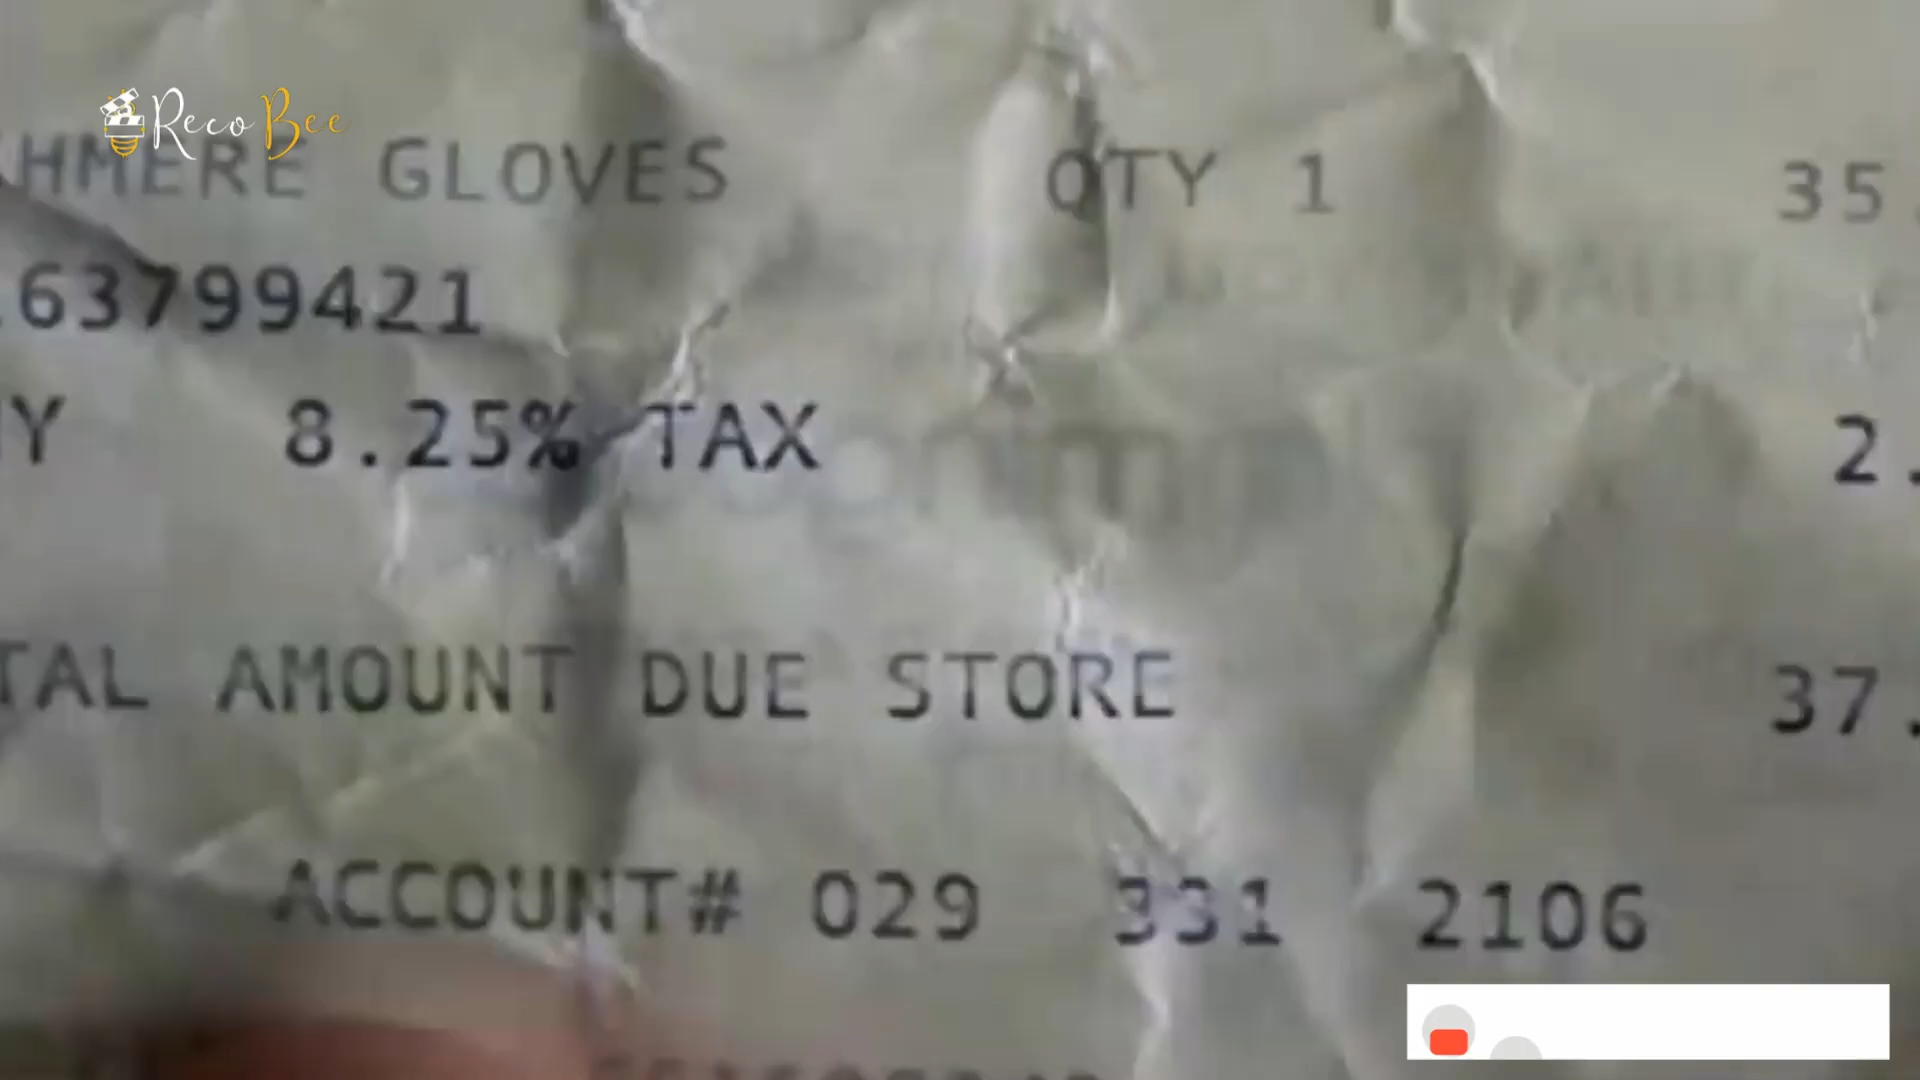 Reco Bee
HMERE GLOVES QTY 1 35.
63799421
Y 8.25% TAX 2.
TAL AMOUNT DUE STORE 37.
ACCOUNT# 029 331 2106